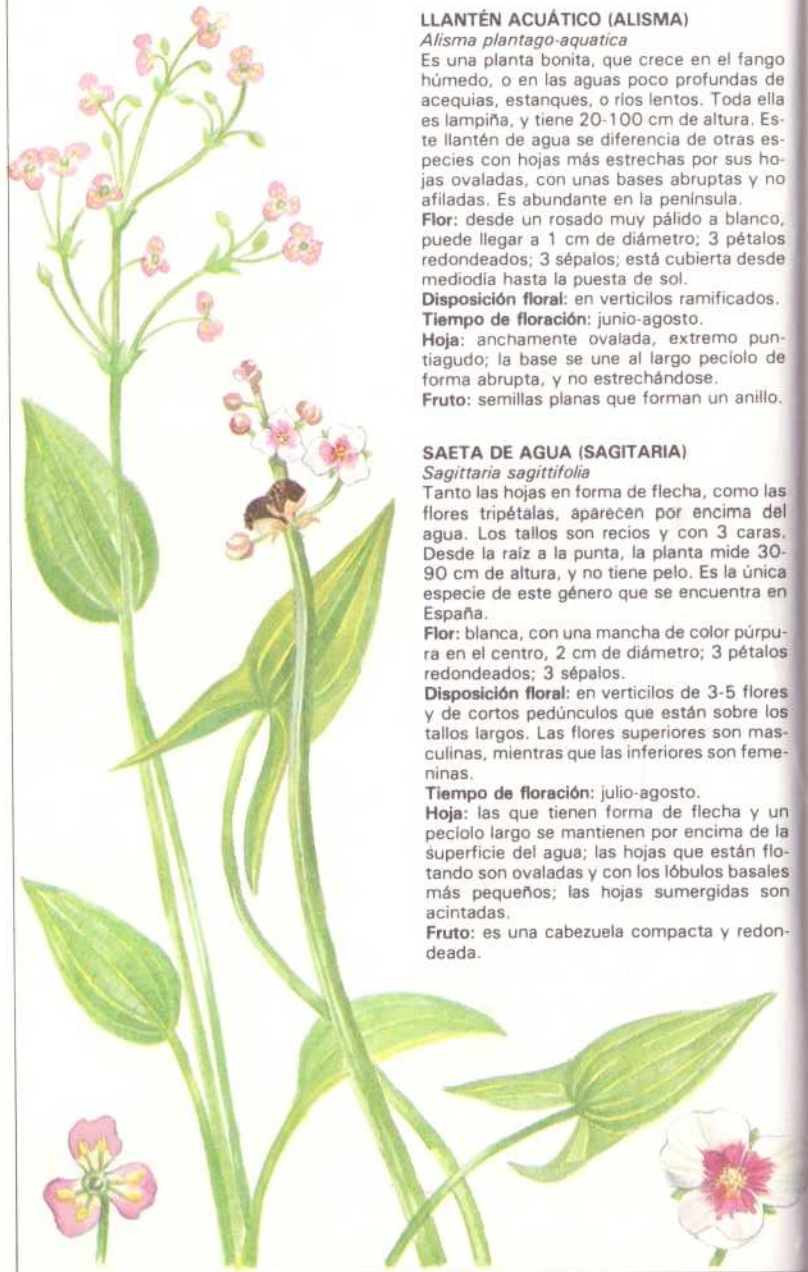 LLANTÉN ACUÁTICO (ALISMA)
Alisma plantago-aquatica
Es una planta bonita, que crece en el fango
húmedo, o en las aguas poco profundas de
acequias, estanques, o ríos lentos. Toda ella
es lampiña, y tiene 20-100 cm de altura. Es-
te llantén de agua se diferencia de otras es-
pecies con hojas más estrechas por sus ho-
jas ovaladas, con unas bases abruptas y no
afiladas. Es abundante en la península.
Flor: desde un rosado muy pálido a blanco,
puede llegar a 1 cm de diámetro; 3 pétalos
redondeados; 3 sépalos; está cubierta desde
mediodía hasta la puesta de sol.
Disposición floral: en verticilos ramificados.
Tiempo de floración: junio-agosto.
Hoja: anchamente ovalada, extremo pun-
tiagudo; la base se une al largo pecíolo de
forma abrupta, y no estrechándose.
Fruto: semillas planas que forman un anillo.
SAETA DE AGUA (SAGITARIA)
Sagittaria sagittifolia
Tanto las hojas en forma de flecha, como las
flores tripétalas, aparecen por encima del
agua. Los tallos son recios y con 3 caras.
Desde la raíz a la punta, la planta mide 30-
90 cm de altura, y no tiene pelo. Es la única
especie de este género que se encuentra en
España.
Flor: blanca, con una mancha de color púrpu-
ra en el centro, 2 cm de diámetro; 3 pétalos
redondeados; 3 sépalos.
Disposición floral: en verticilos de 3-5 flores
y de cortos pedúnculos que están sobre los
tallos largos. Las flores superiores son mas-
culinas, mientras que las inferiores son feme-
ninas.
Tiempo de floración: julio-agosto.
Hoja: las que tienen forma de flecha y un
pecíolo largo se mantienen por encima de la
superficie del agua; las hojas que están flo-
tando son ovaladas y con los lóbulos basales
más pequeños; las hojas sumergidas son
acintadas.
Fruto: es una cabezuela compacta y redon-
deada.